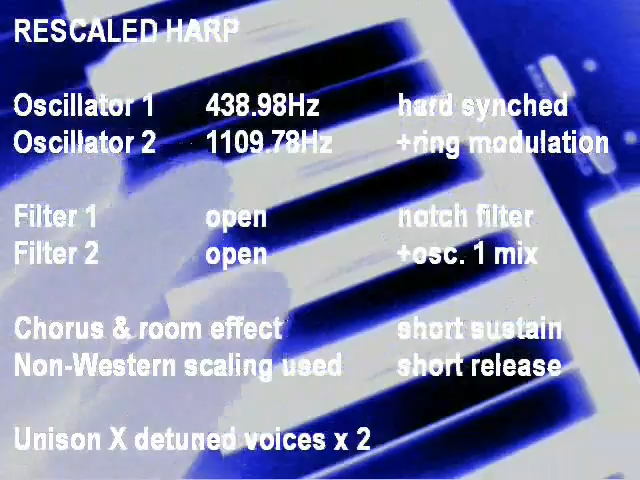 RESCALED HARP
Oscillator 1 438.98Hz hard synched
Oscillator 2 1109.78Hz +ring modulation
Filter 1 open notch filter
Filter 2 open +osc. 1 mix
Chorus & room effect short sustain
Non-Western scaling used short release
Unison X detuned voices x 2